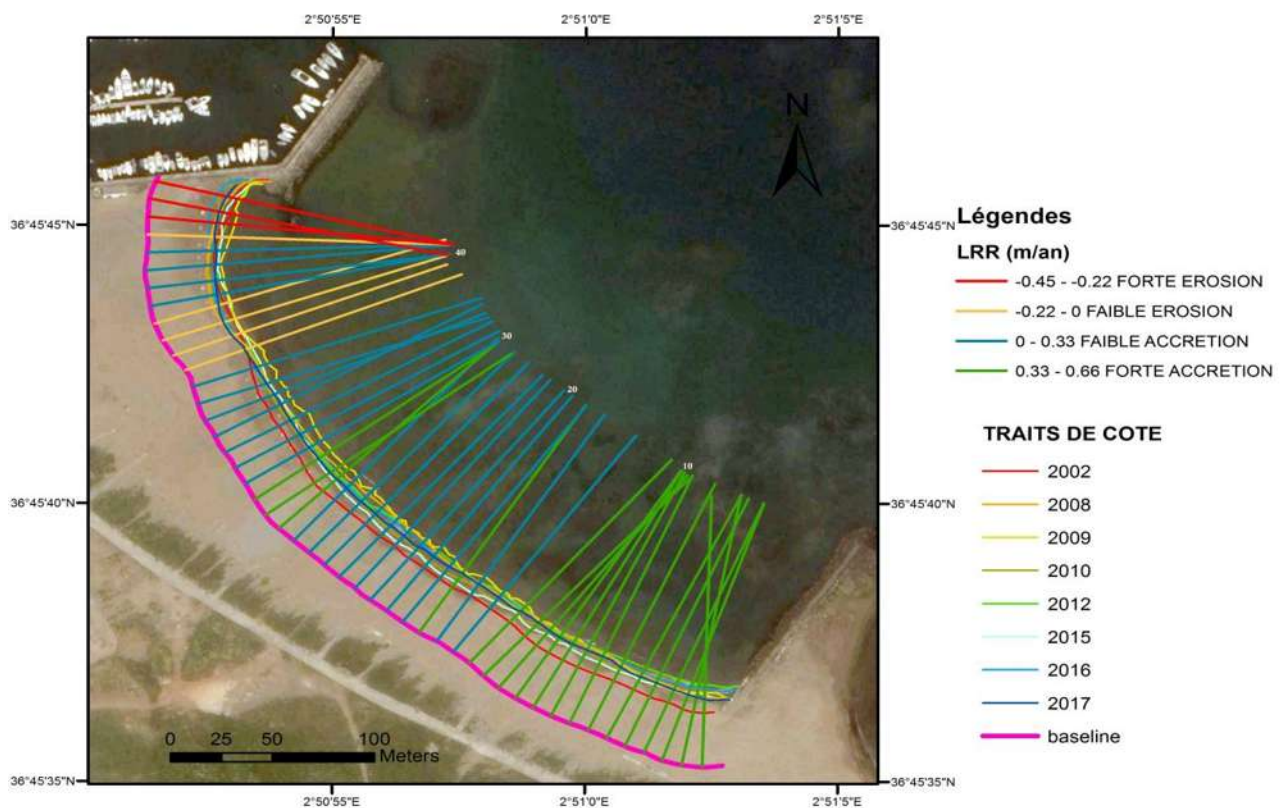 2°50'55"E
2°51'0"E
2°51'5"E
N
36°45'45"N
36°45'45"N
40
30
20
10
36°45'40"N
36°45'40"N
0 25 50 100
Meters
36°45'35"N
36°45'35"N
2°50'55"E
2°51'0"E
2°51'5"E
Légendes
LRR (m/an)
-0.45 - -0.22 FORTE EROSION
-0.22 - 0 FAIBLE EROSION
0 - 0.33 FAIBLE ACCRETION
0.33 - 0.66 FORTE ACCRETION
TRAITS DE COTE
2002
2008
2009
2010
2012
2015
2016
2017
baseline